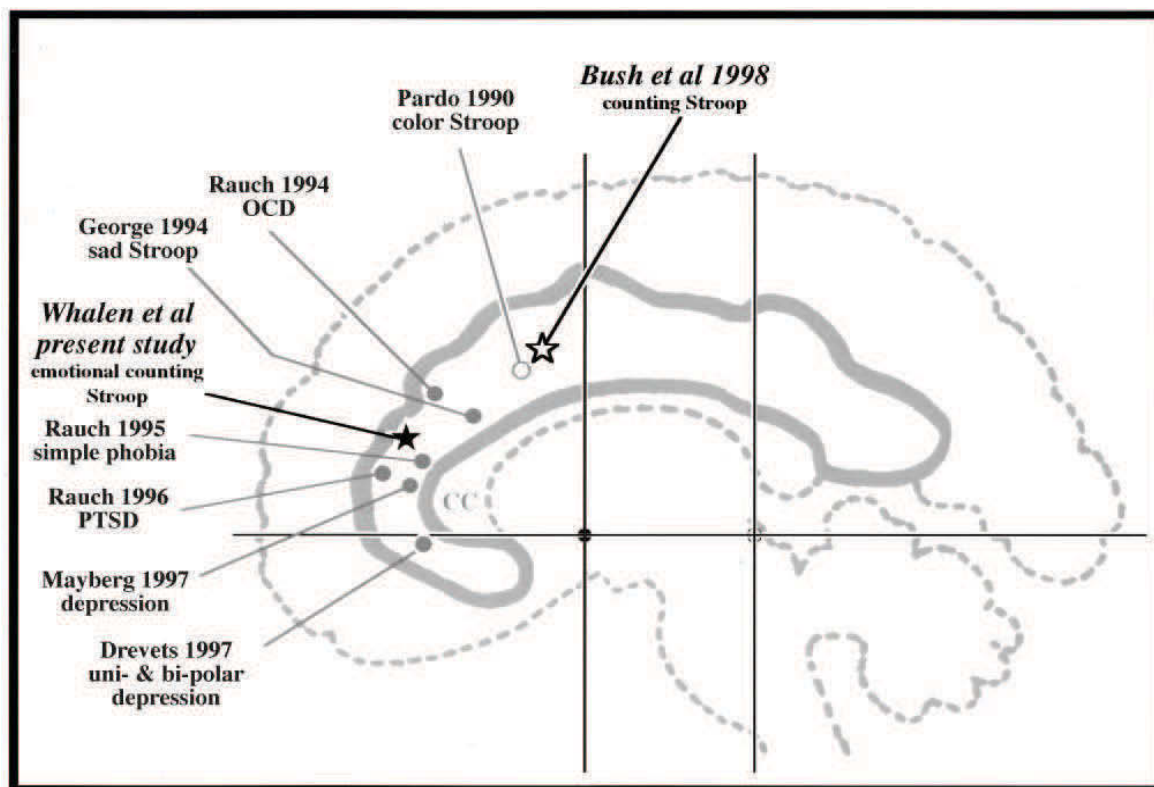 Bush et al 1998
counting Stroop
Pardo 1990
color Stroop
Rauch 1994
OCD
George 1994
sad Stroop
Whalen et al
present study
emotional counting
Stroop
Rauch 1995
simple phobia
Rauch 1996
PTSD
CC
Mayberg 1997
depression
Drevets 1997
uni- & bi-polar
depression